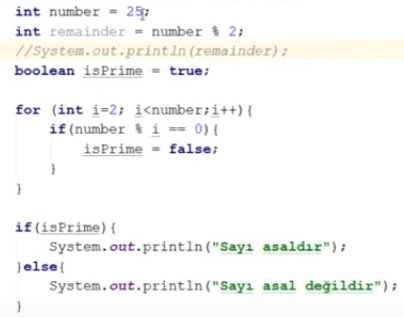 int number = 25;
int remainder = number % 2;
//System.out.println(remainder);
boolean isPrime = true;
for (int i=2; i<number;i++){
if(number % i == 0){
isPrime = false;
}
}
if(isPrime){
System.out.println("Sayı asaldır");
}else{
System.out.println("Sayı asal değildir");
}